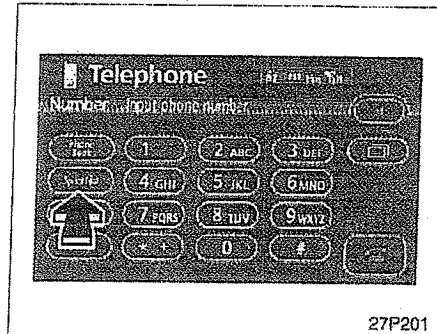 Telephone
Number Input phone number
Phone
1 2 ABC 3 DEF
4 GHI 5 JKL 6 MNO
7 PQRS 8 TUV 9 WXYZ
* + 0 #
27P201